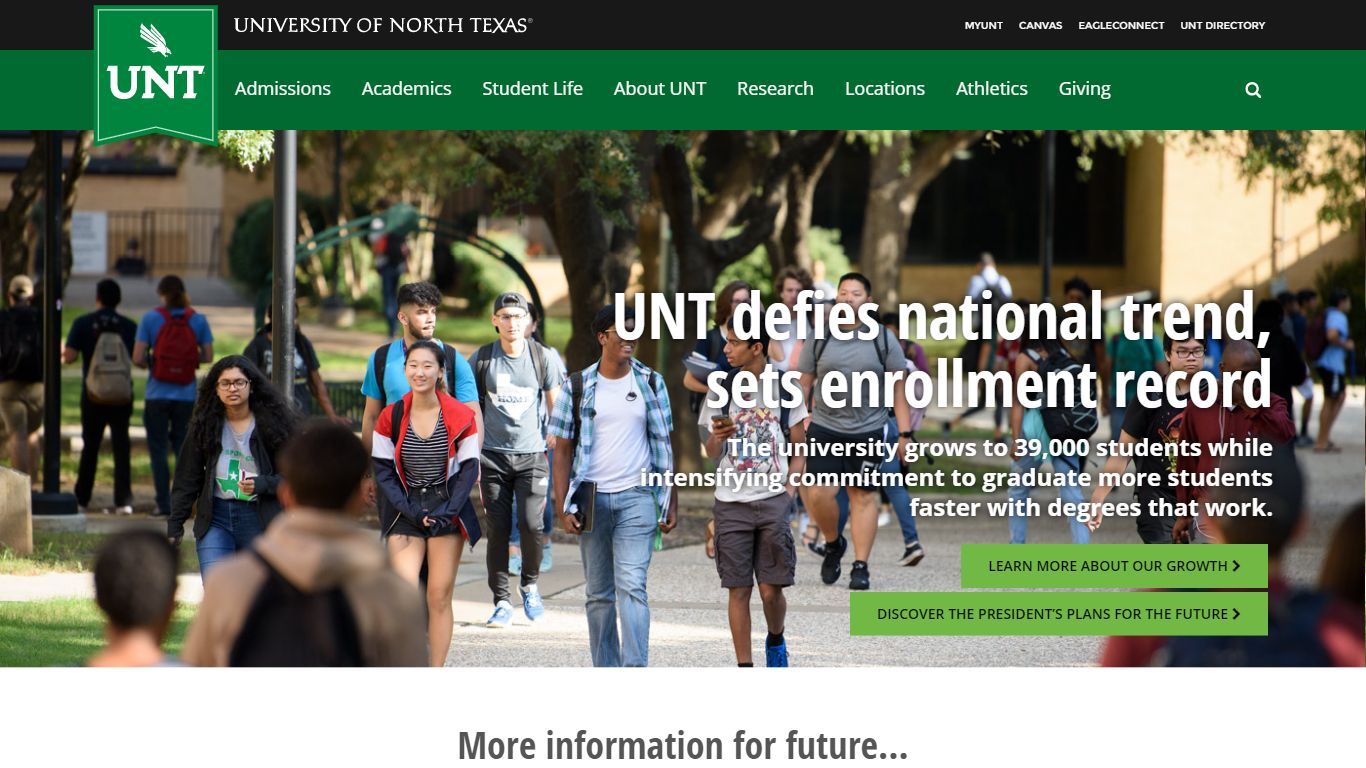 UNIVERSITY OF NORTH TEXAS®
MYUNT CANVAS EAGLECONNECT UNT DIRECTORY
UNT
Admissions Academics Student Life About UNT Research Locations Athletics Giving
UNT defies national trend,
sets enrollment record
The university grows to 39,000 students while
intensifying commitment to graduate more students
faster with degrees that work.
LEARN MORE ABOUT OUR GROWTH
DISCOVER THE PRESIDENT'S PLANS FOR THE FUTURE
More information for future...